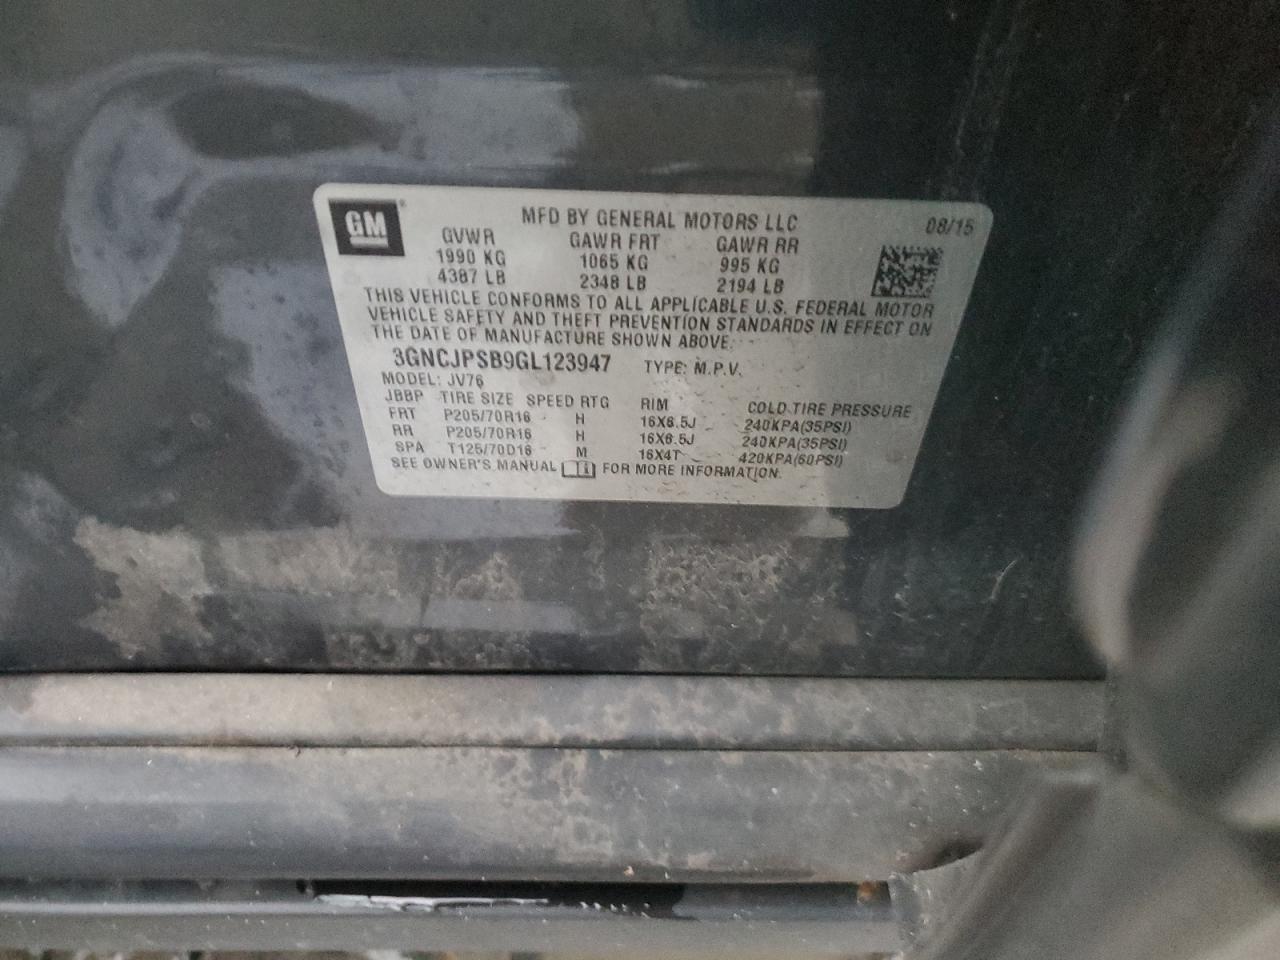 GM
MFD BY GENERAL MOTORS LLC 08/15
GVWR GAWR FRT GAWR RR
1990 KG 1065 KG 995 KG
4387 LB 2348 LB 2194 LB
THIS VEHICLE CONFORMS TO ALL APPLICABLE U.S. FEDERAL MOTOR
VEHICLE SAFETY AND THEFT PREVENTION STANDARDS IN EFFECT ON
THE DATE OF MANUFACTURE SHOWN ABOVE.
3GNCJPSB9GL123947 TYPE: M.P.V.
MODEL: JV76
JBBP TIRE SIZE SPEED RTG RIM COLD TIRE PRESSURE
FRT P205/70R16 H 16X6.5J 240KPA(35PSI)
RR P205/70R16 H 16X6.5J 240KPA(35PSI)
SPA T125/70D16 M 16X4T 420KPA(60PSI)
SEE OWNER'S MANUAL FOR MORE INFORMATION.